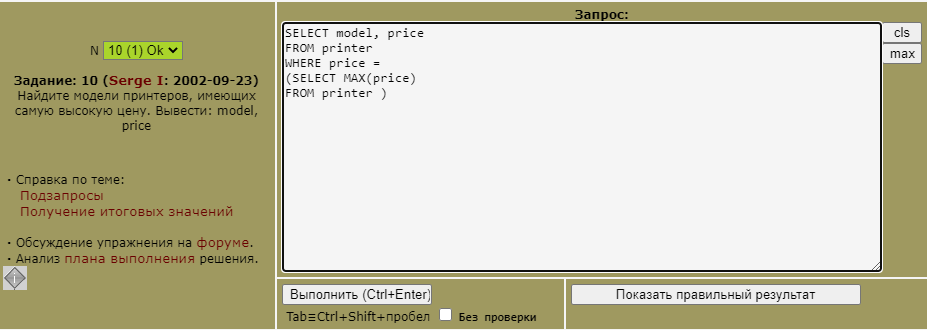 N 10 (1) Ok
Задание: 10 (Serge I: 2002-09-23)
Найдите модели принтеров, имеющих
самую высокую цену. Вывести: model,
price
· Справка по теме:
Подзапросы
Получение итоговых значений
· Обсуждение упражнения на форуме.
· Анализ плана выполнения решения.
Запрос:
SELECT model, price
FROM printer
WHERE price =
(SELECT MAX(price)
FROM printer )
cls
max
Выполнить (Ctrl+Enter)
Tab≡Ctrl+Shift+пробел Без проверки
Показать правильный результат